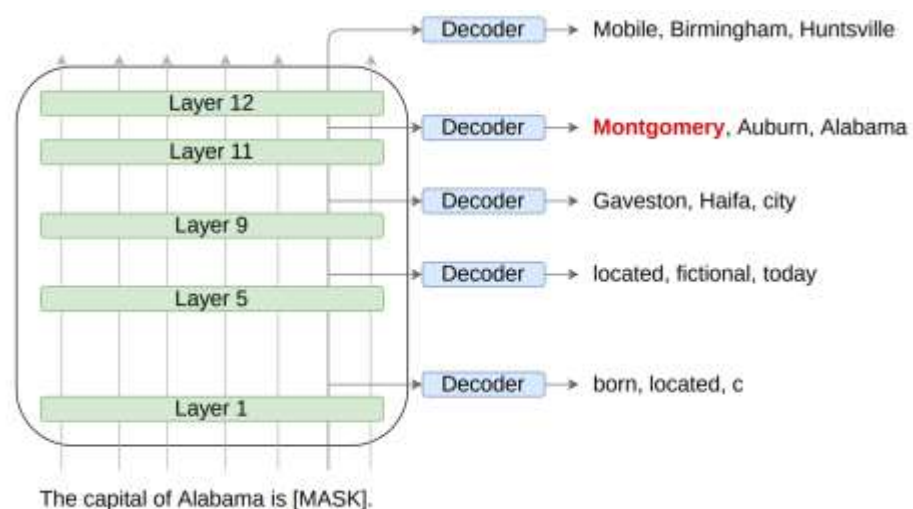 Decoder
Mobile, Birmingham, Huntsville
Layer 12
Decoder
Montgomery, Auburn, Alabama
Layer 11
Decoder
Gaveston, Haifa, city
Layer 9
Decoder
located, fictional, today
Layer 5
Decoder
born, located, c
Layer 1
The capital of Alabama is [MASK].